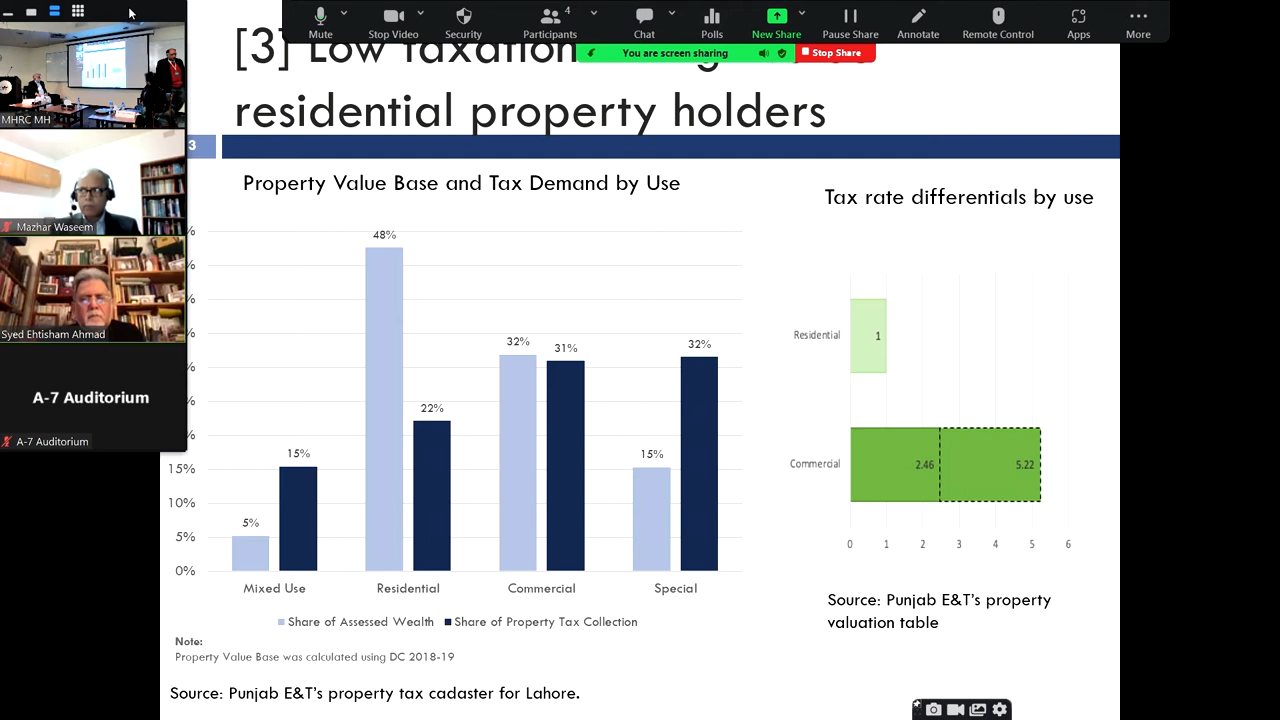 4
Mute
Stop Video
Security
Participants
Chat
Polls
New Share
Pause Share
Annotate
Remote Control
Apps
More
You are screen sharing
Stop Share
MHRC MH
Mazhar Waseem
Syed Ehtisham Ahmad
A-7 Auditorium
A-7 Auditorium
[3] Low taxation
residential property holders
3
Property Value Base and Tax Demand by Use
%
%
%
%
%
%
%
15%
10%
5%
0%
5%
15%
48%
22%
32%
31%
15%
32%
Mixed Use
Residential
Commercial
Special
Share of Assessed Wealth
Share of Property Tax Collection
Note:
Property Value Base was calculated using DC 2018-19
Source: Punjab E&T's property tax cadaster for Lahore.
Tax rate differentials by use
Residential
1
Commercial
2.46
5.22
0
1
2
3
4
5
6
Source: Punjab E&T's property
valuation table